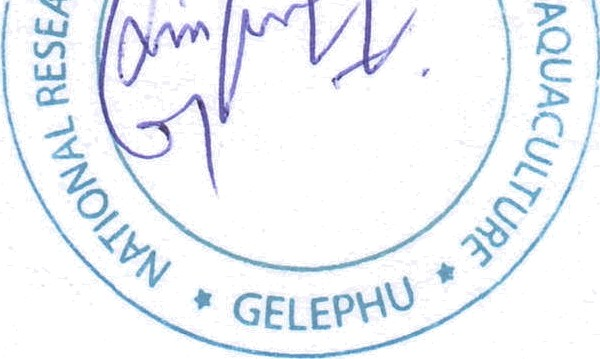 NATIONAL RESEA
AQUACULTURE
★ GELEPHU ★